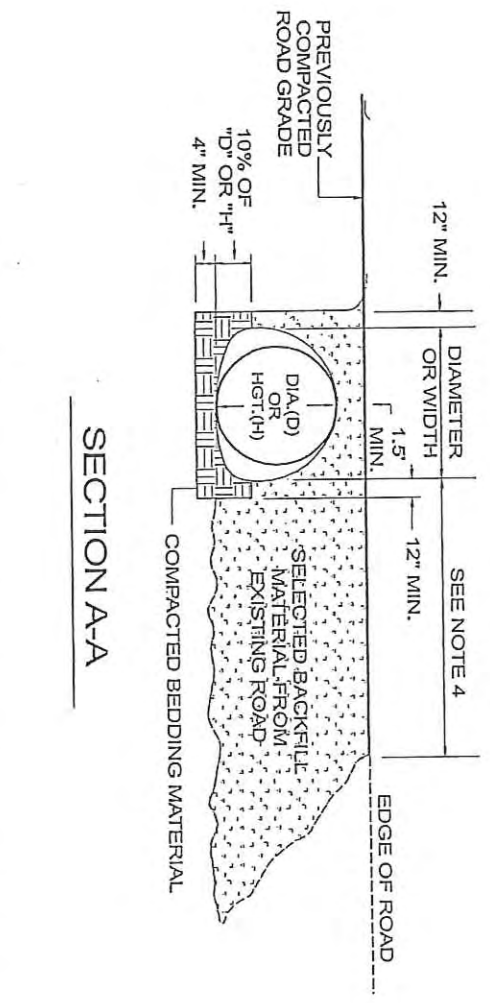 PREVIOUSLY
COMPACTED
ROAD GRADE
12" MIN.
DIAMETER
OR WIDTH
1.5'
MIN.
SEE NOTE 4
12" MIN.
EDGE OF ROAD
10% OF
"D" OR "H"
4" MIN.
DIA.(D)
OR
HGT.(H)
SELECTED BACKFILL
MATERIAL FROM
EXISTING ROAD
COMPACTED BEDDING MATERIAL
SECTION A-A